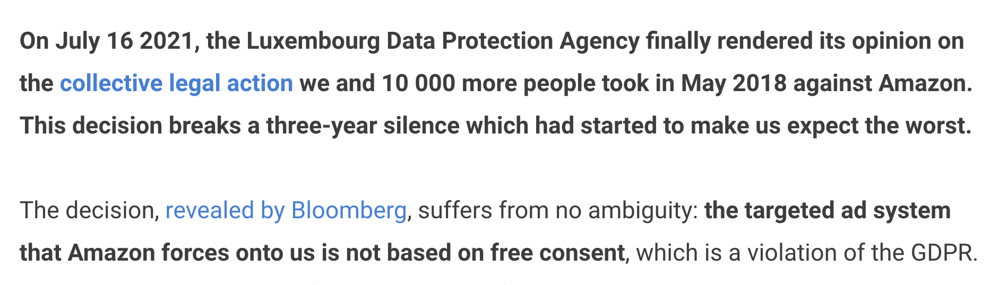 On July 16 2021, the Luxembourg Data Protection Agency finally rendered its opinion on
the collective legal action we and 10 000 more people took in May 2018 against Amazon.
This decision breaks a three-year silence which had started to make us expect the worst.
The decision, revealed by Bloomberg, suffers from no ambiguity: the targeted ad system
that Amazon forces onto us is not based on free consent, which is a violation of the GDPR.